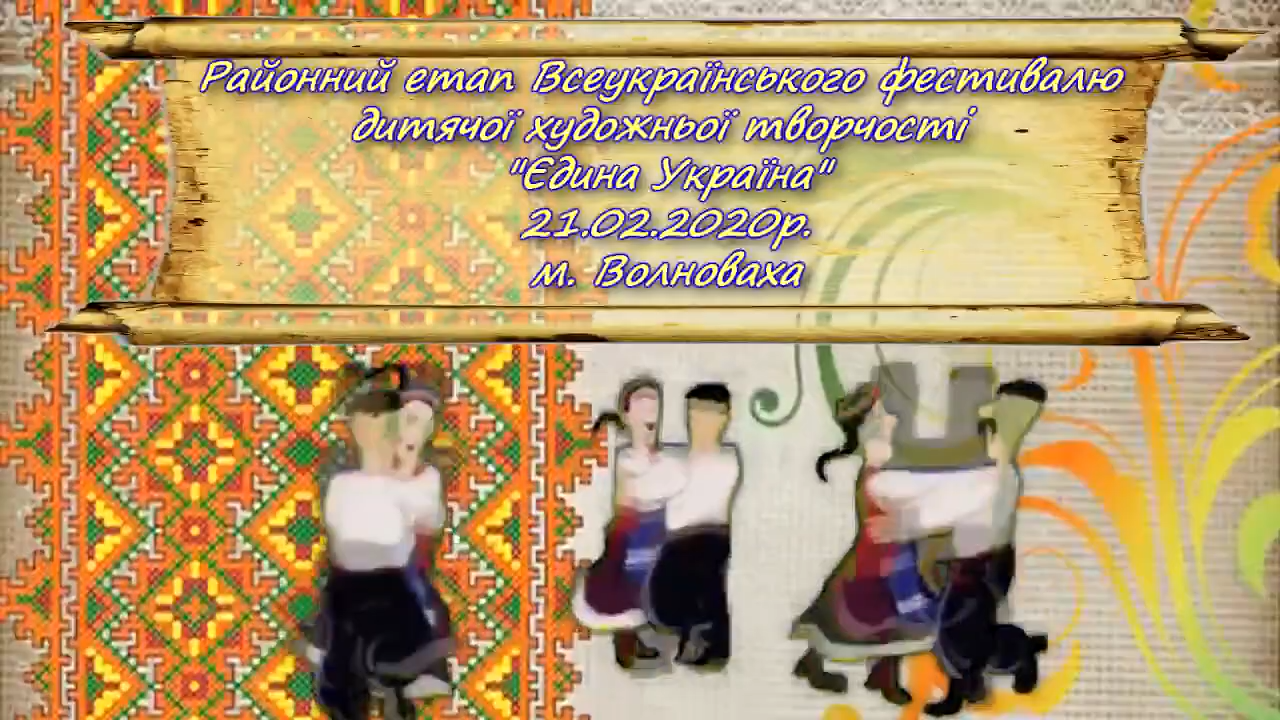 Районний етап Всеукраїнського фестивалю
дитячої художньої творчості
"Єдина Україна"
21.02.2020р.
м. Волноваха